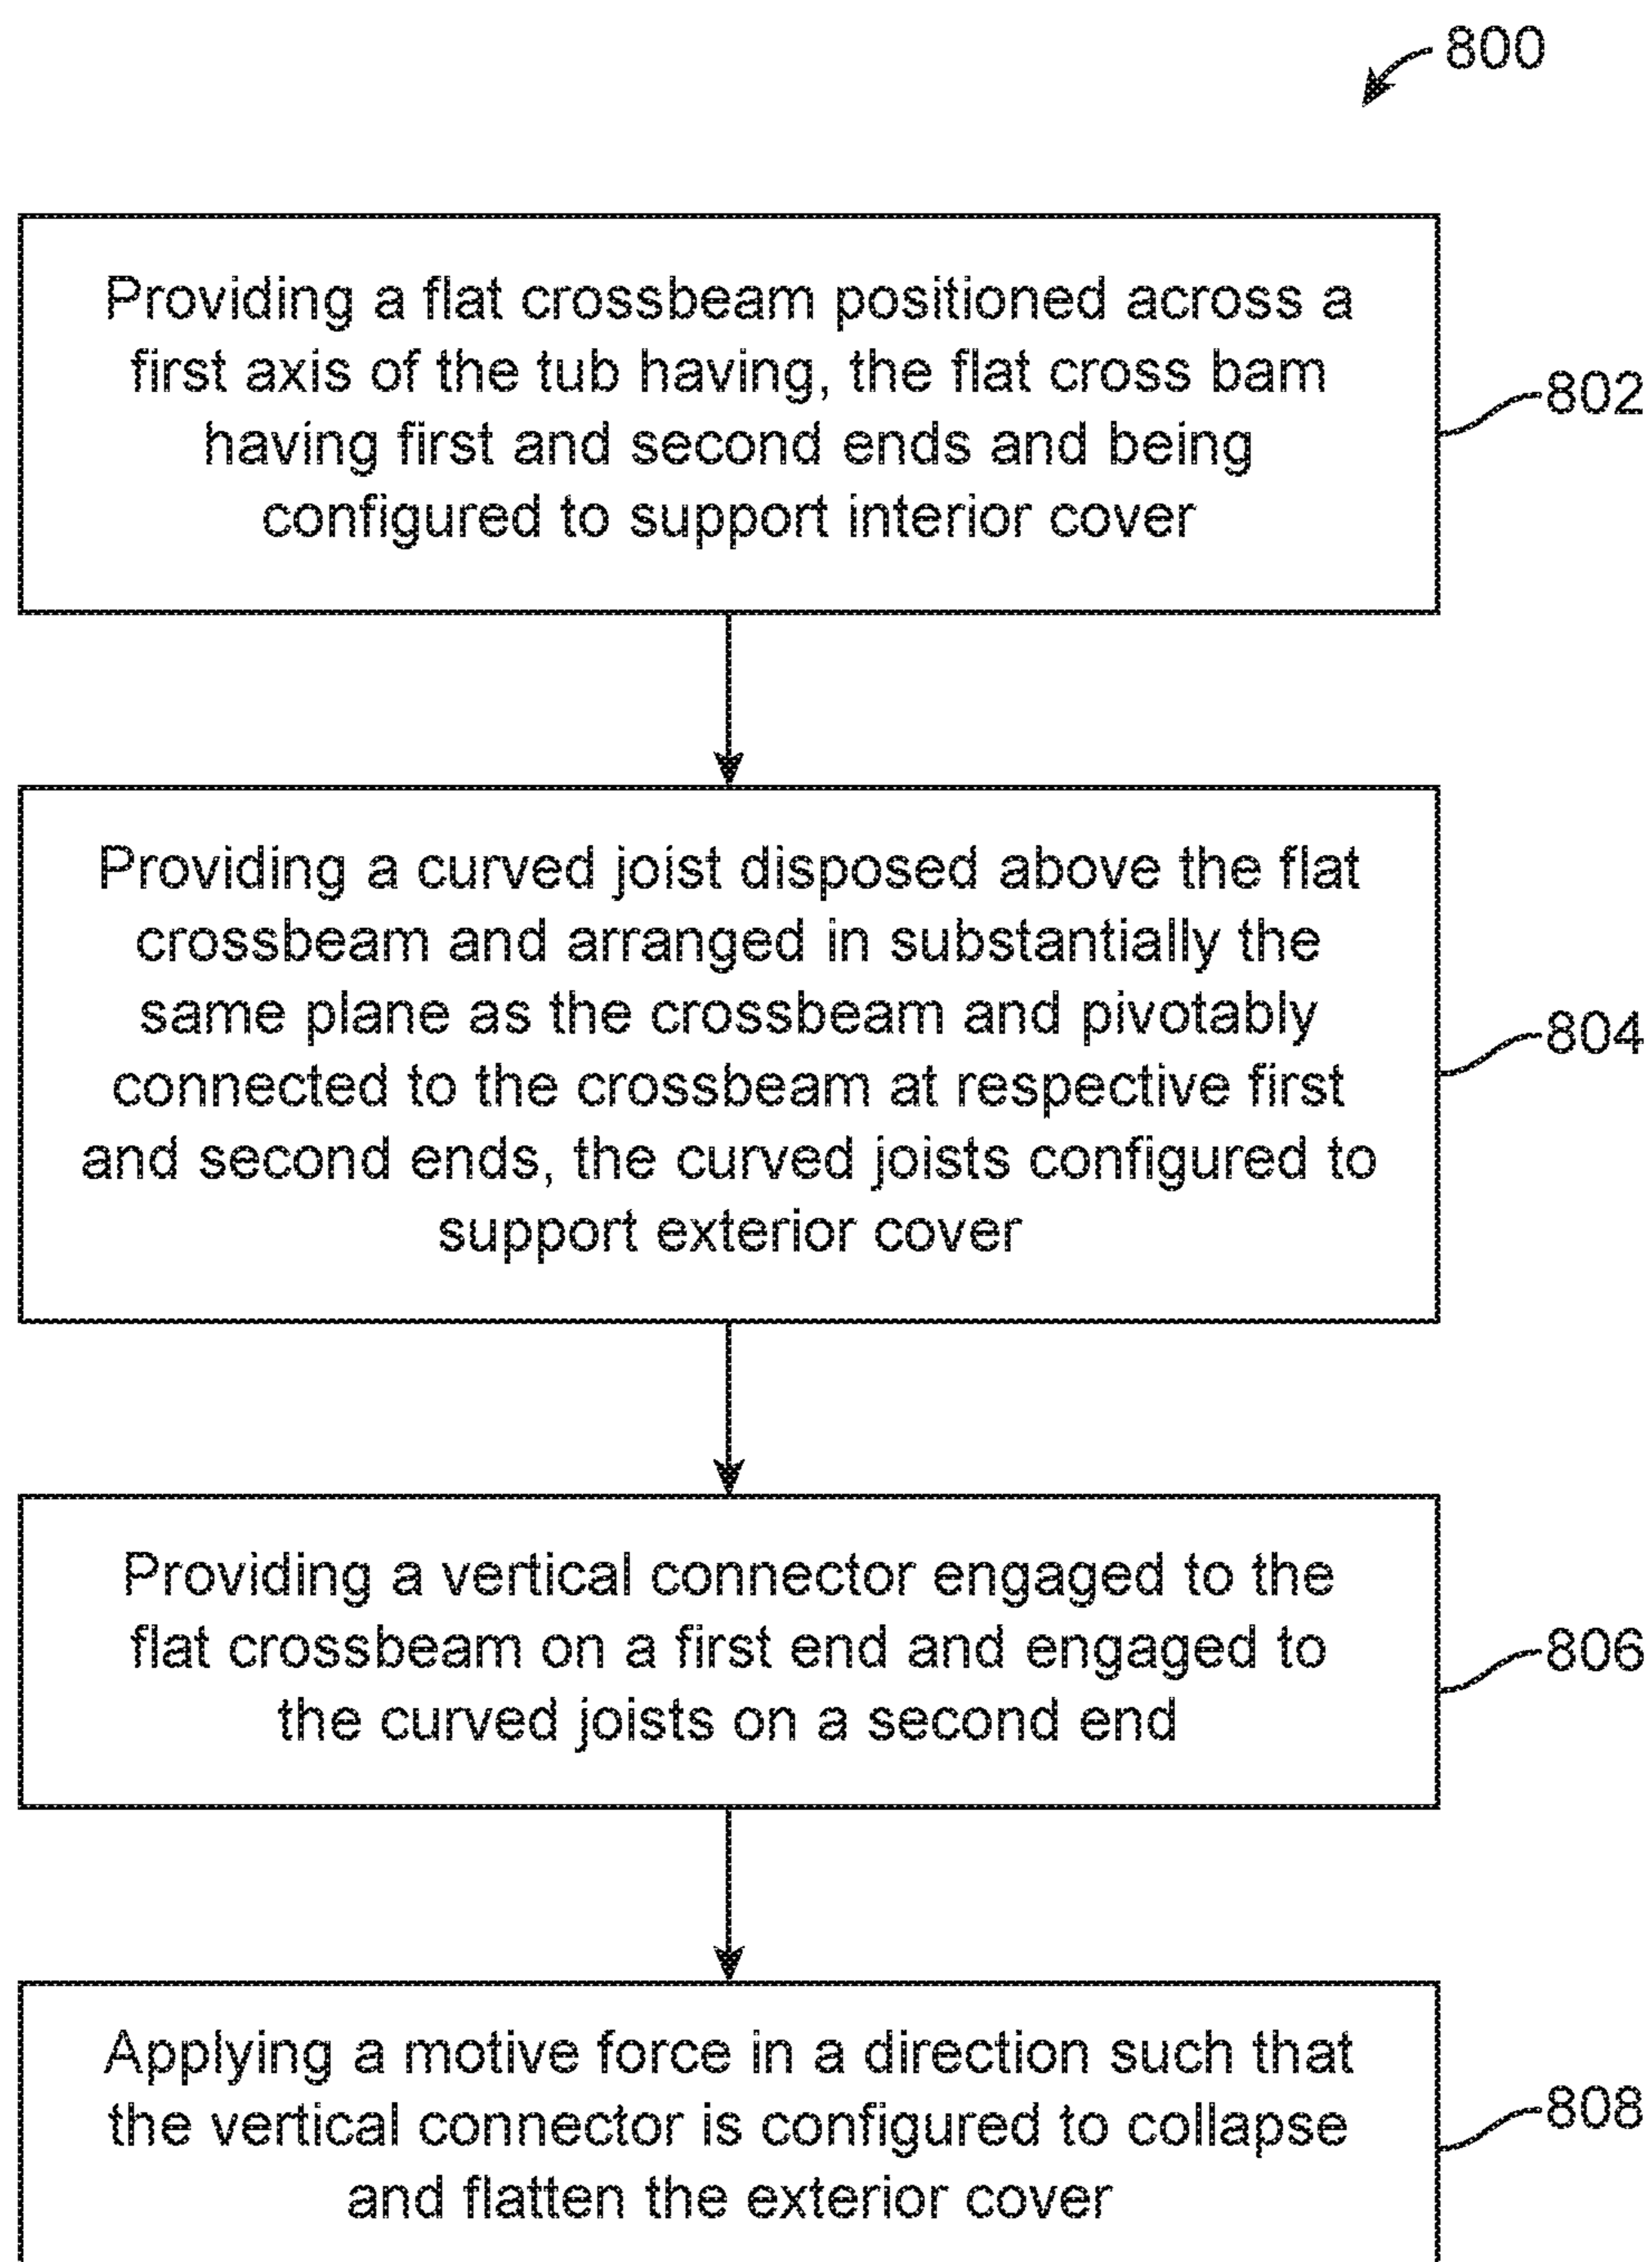 800
Providing a flat crossbeam positioned across a
first axis of the tub having, the flat cross bam
having first and second ends and being
configured to support interior cover
802
Providing a curved joist disposed above the flat
crossbeam and arranged in substantially the
same plane as the crossbeam and pivotably
connected to the crossbeam at respective first
and second ends, the curved joists configured to
support exterior cover
804
Providing a vertical connector engaged to the
flat crossbeam on a first end and engaged to
the curved joists on a second end
806
Applying a motive force in a direction such that
the vertical connector is configured to collapse
and flatten the exterior cover
808